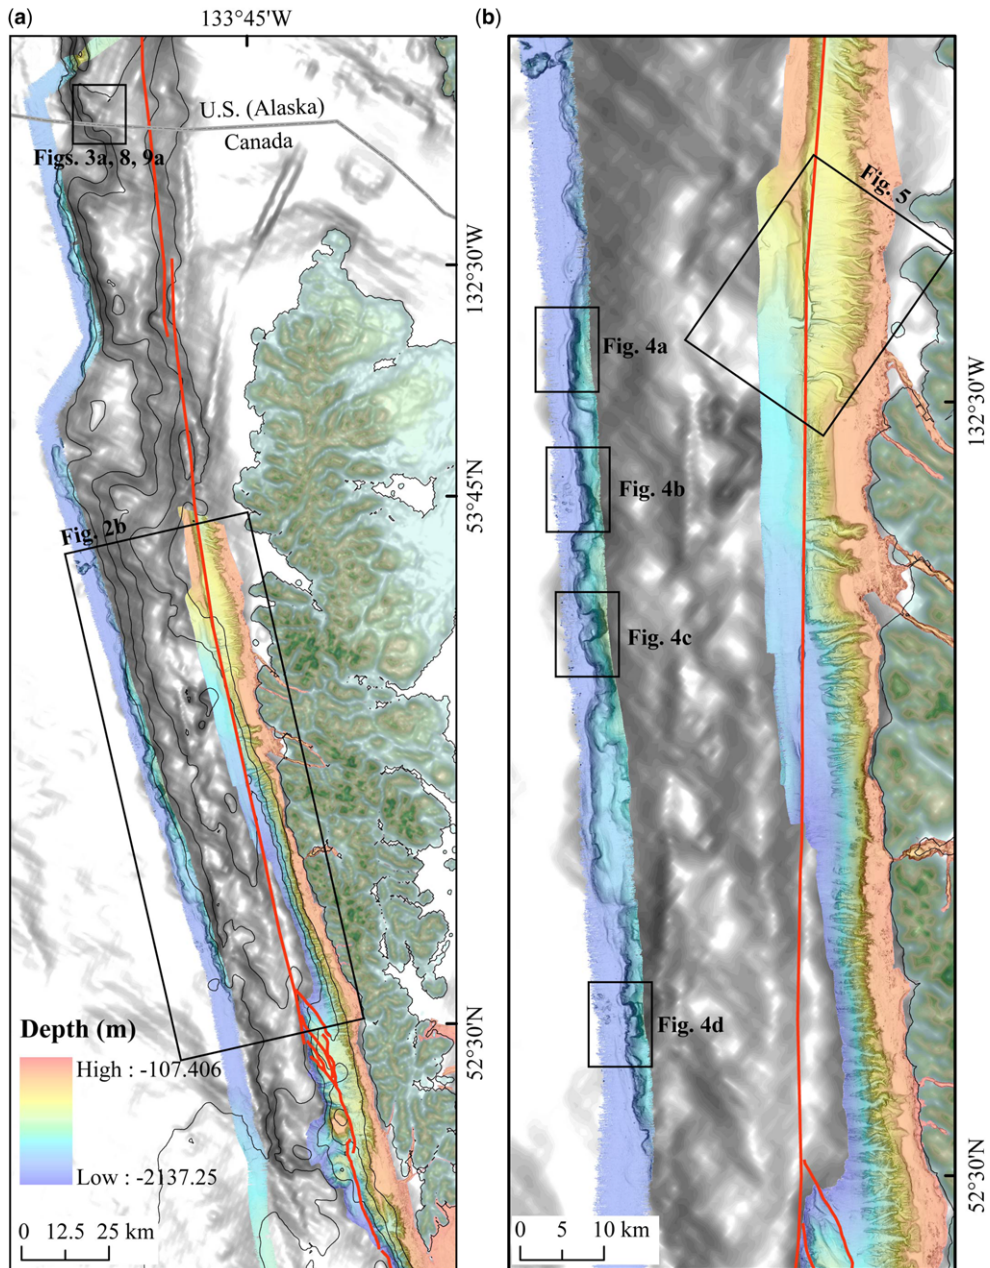 (a)
133°45'W
U.S. (Alaska)
Canada
Figs. 3a, 8, 9a
132°30'W
53°45'N
Fig. 2b
52°30'N
Depth (m)
High : -107.406
Low : -2137.25
0 12.5 25 km
(b)
Fig. 5
Fig. 4a
132°30'W
Fig. 4b
Fig. 4c
Fig. 4d
52°30'N
0 5 10 km